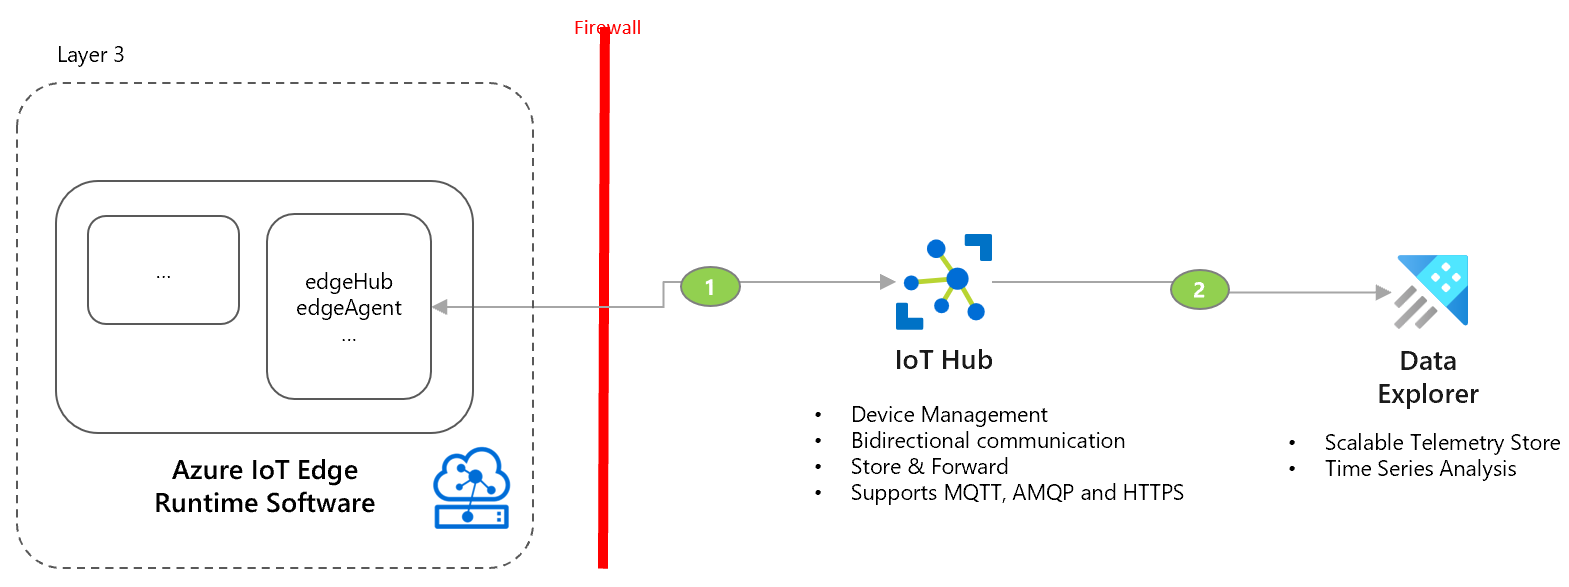 Firewall
Layer 3
...
edgeHub
edgeAgent
...
1
2
IoT Hub
Data
Explorer
• Device Management
• Bidirectional communication
• Store & Forward
• Supports MQTT, AMQP and HTTPS
• Scalable Telemetry Store
• Time Series Analysis
Azure IoT Edge
Runtime Software